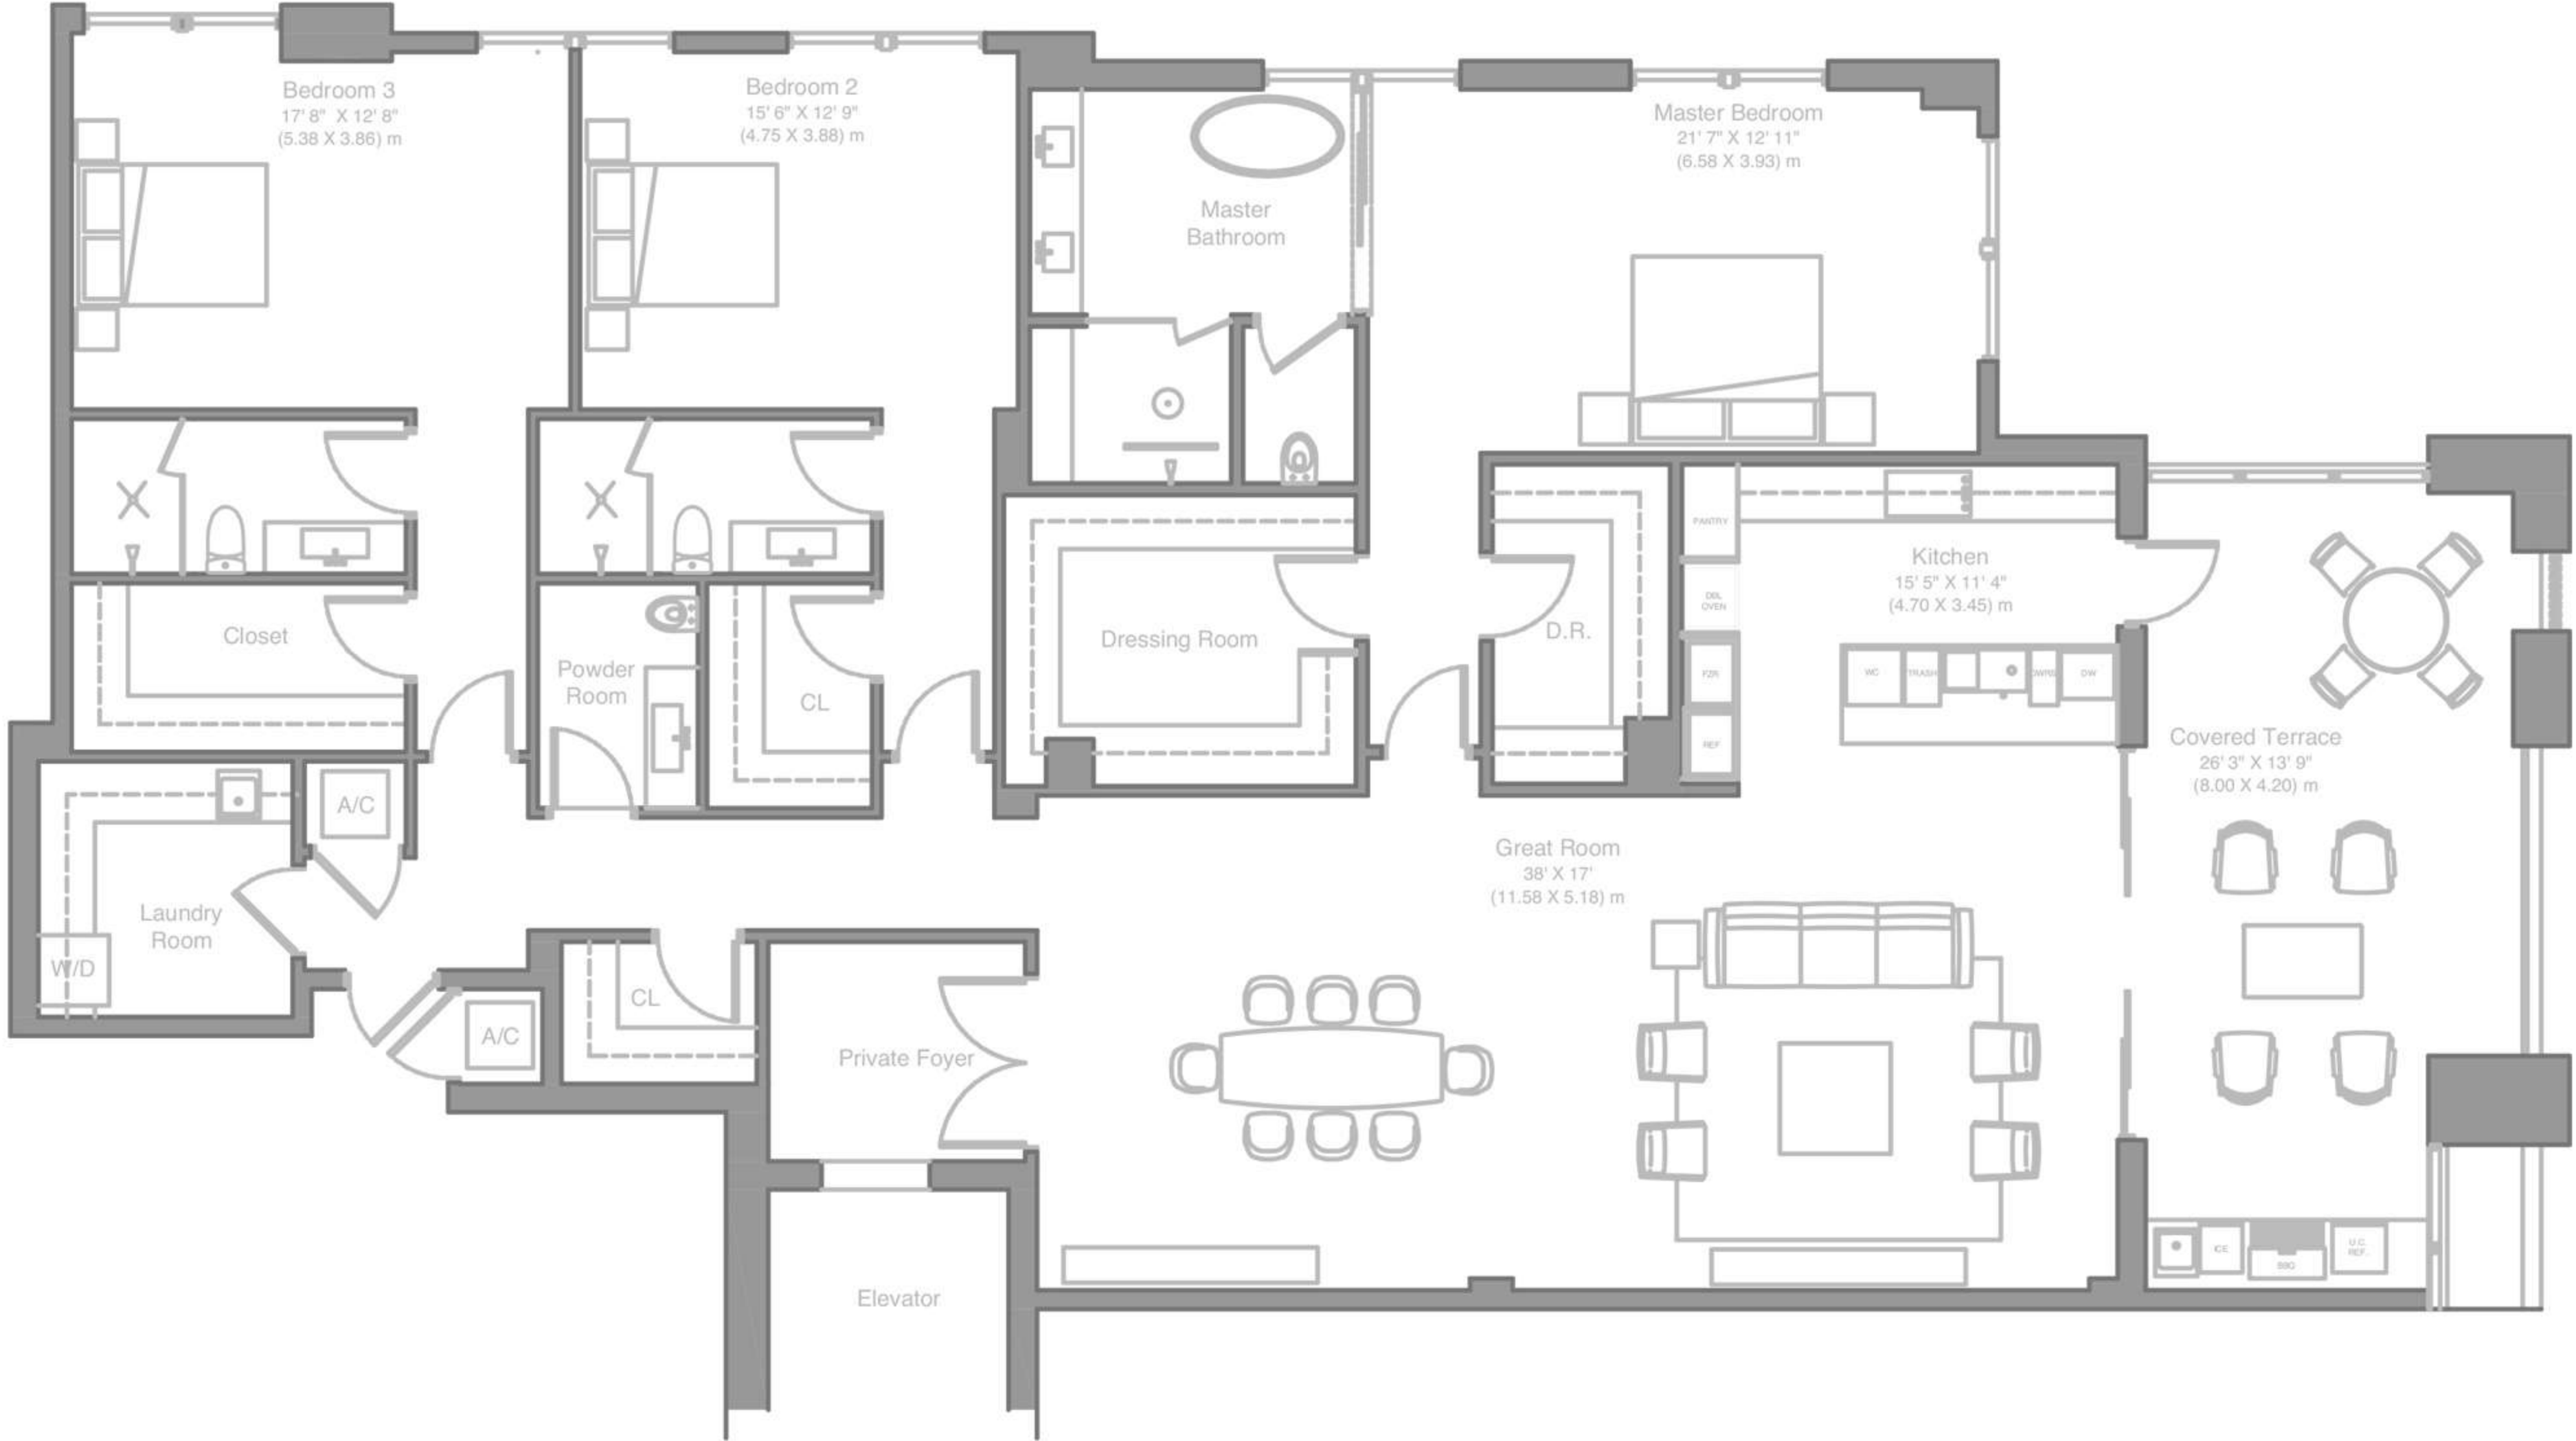 Bedroom 3
17' 8" X 12' 8"
(5.38 X 3.86) m
Bedroom 2
15' 6" X 12' 9"
(4.75 X 3.88) m
Master Bedroom
21' 7" X 12' 11"
(6.58 X 3.93) m
Master
Bathroom
PANTRY
Kitchen
15' 5" X 11' 4"
(4.70 X 3.45) m
DBL
OVEN
Closet
Powder
Room
CL
Dressing Room
D.R.
FZR
REF
WC
TRASH
DWRS
DW
Covered Terrace
26' 3" X 13' 9"
(8.00 X 4.20) m
A/C
Great Room
38' X 17'
(11.58 X 5.18) m
Laundry
Room
W/D
CL
A/C
Private Foyer
ICE
BBQ
U.C.
REF.
Elevator